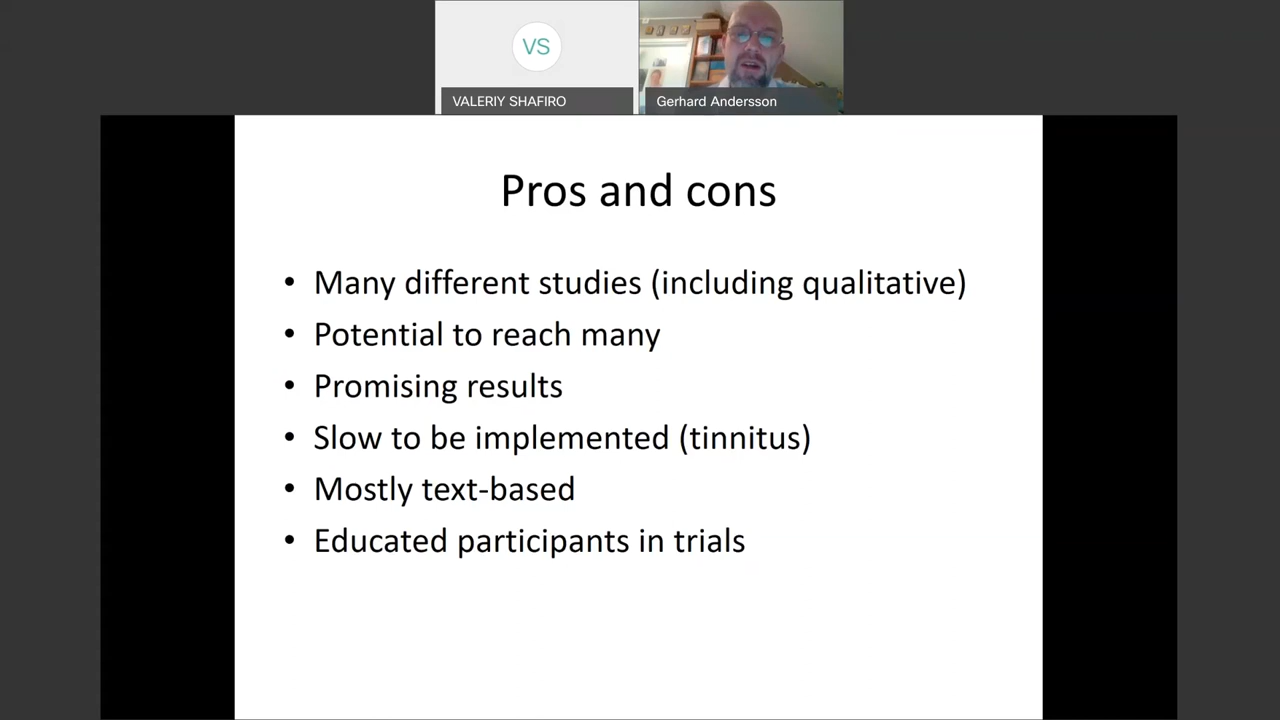 VS
VALERIY SHAFIRO
Gerhard Andersson
Pros and cons
• Many different studies (including qualitative)
• Potential to reach many
• Promising results
• Slow to be implemented (tinnitus)
• Mostly text-based
• Educated participants in trials